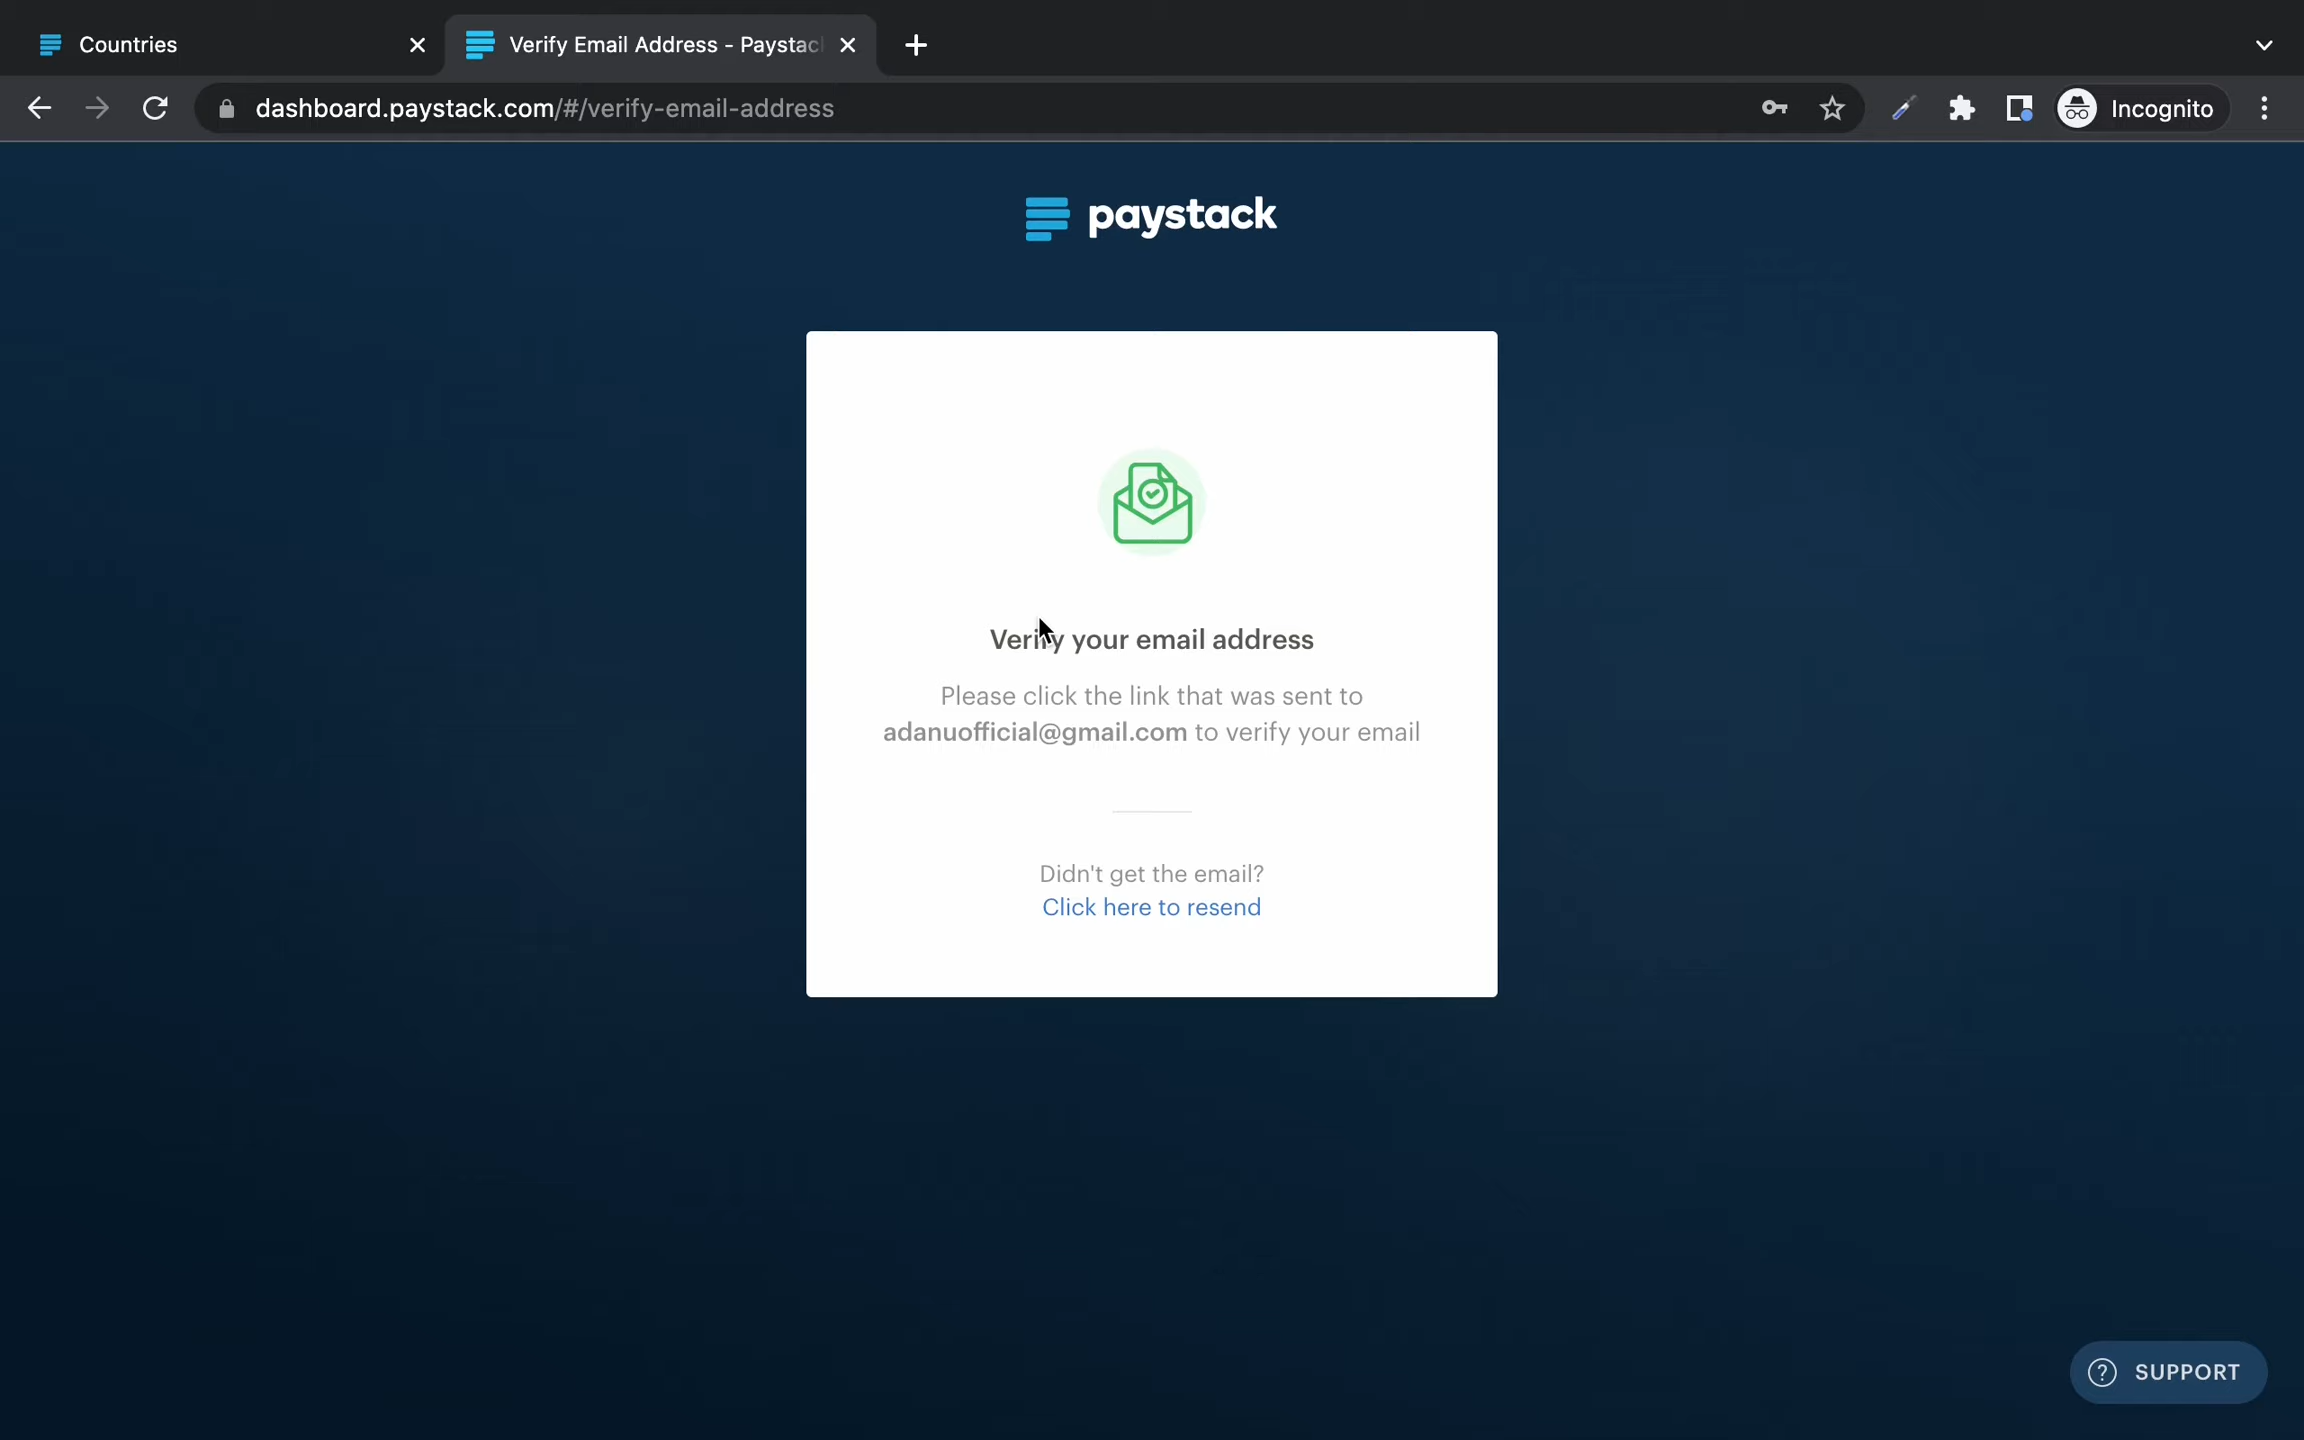 Countries
Verify Email Address - Paystac
dashboard.paystack.com/#/verify-email-address
Incognito
paystack
Verify your email address
Please click the link that was sent to
adanuofficial@gmail.com to verify your email
Didn't get the email?
Click here to resend
? SUPPORT